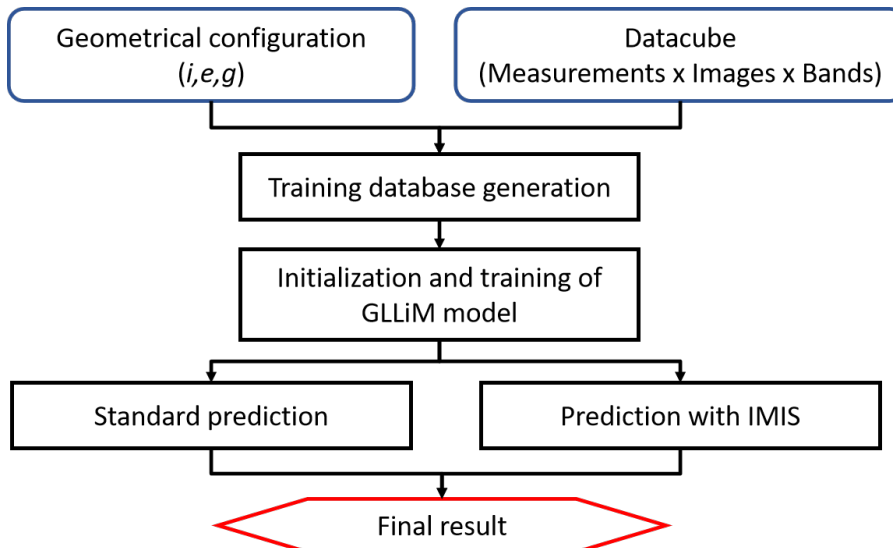 Geometrical configuration
(i,e,g)
Datacube
(Measurements x Images x Bands)
Training database generation
Initialization and training of
GLLiM model
Standard prediction
Prediction with IMIS
Final result